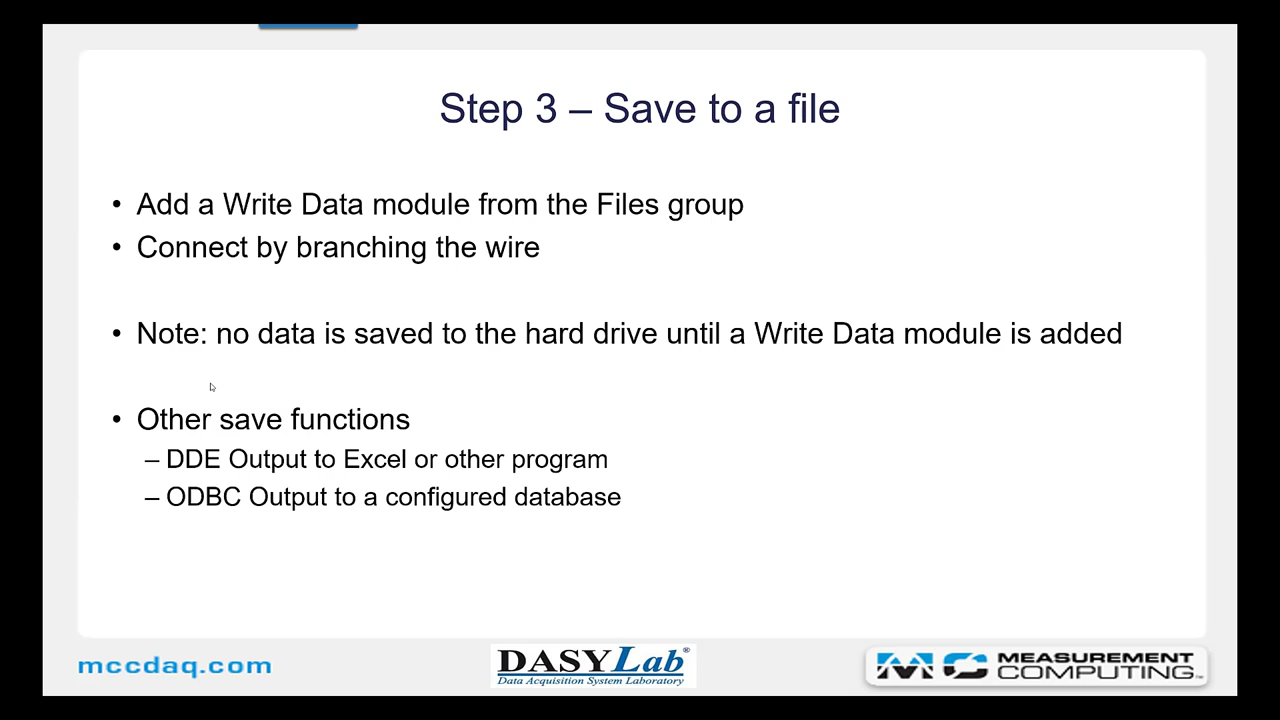 Step 3 – Save to a file
• Add a Write Data module from the Files group
• Connect by branching the wire
• Note: no data is saved to the hard drive until a Write Data module is added
• Other save functions
– DDE Output to Excel or other program
– ODBC Output to a configured database
mccdaq.com
DASYLab®
Data Acquisition System Laboratory
MC MEASUREMENT
COMPUTING™